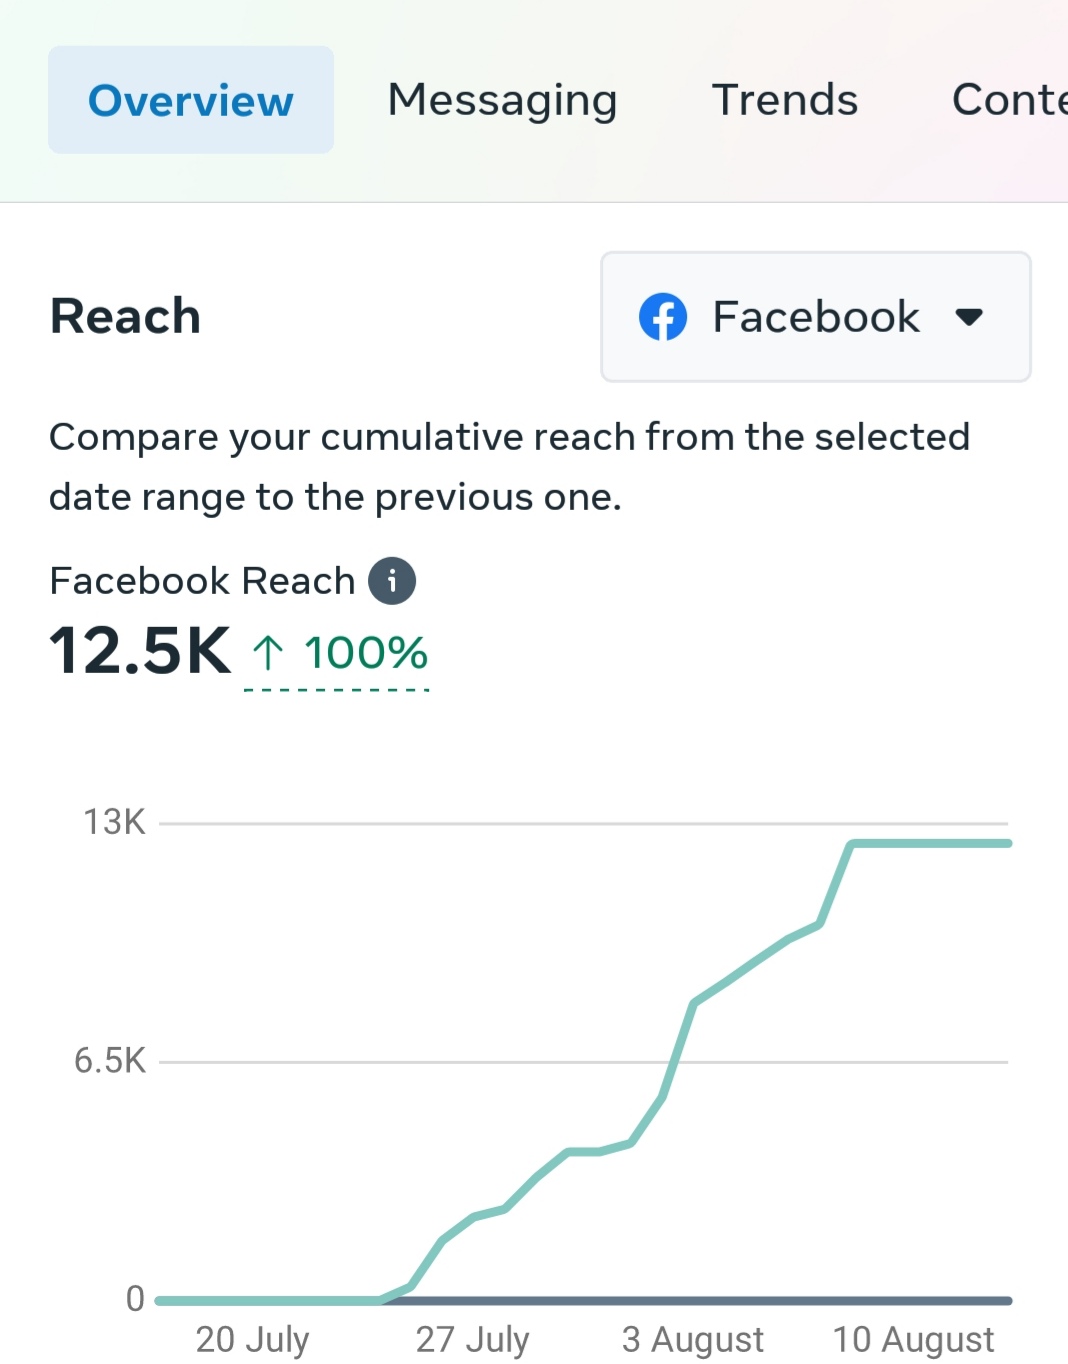 Overview Messaging Trends Conte
Reach
Facebook
Compare your cumulative reach from the selected
date range to the previous one.
Facebook Reach i
12.5K ↑ 100%
13K
6.5K
0
20 July 27 July 3 August 10 August